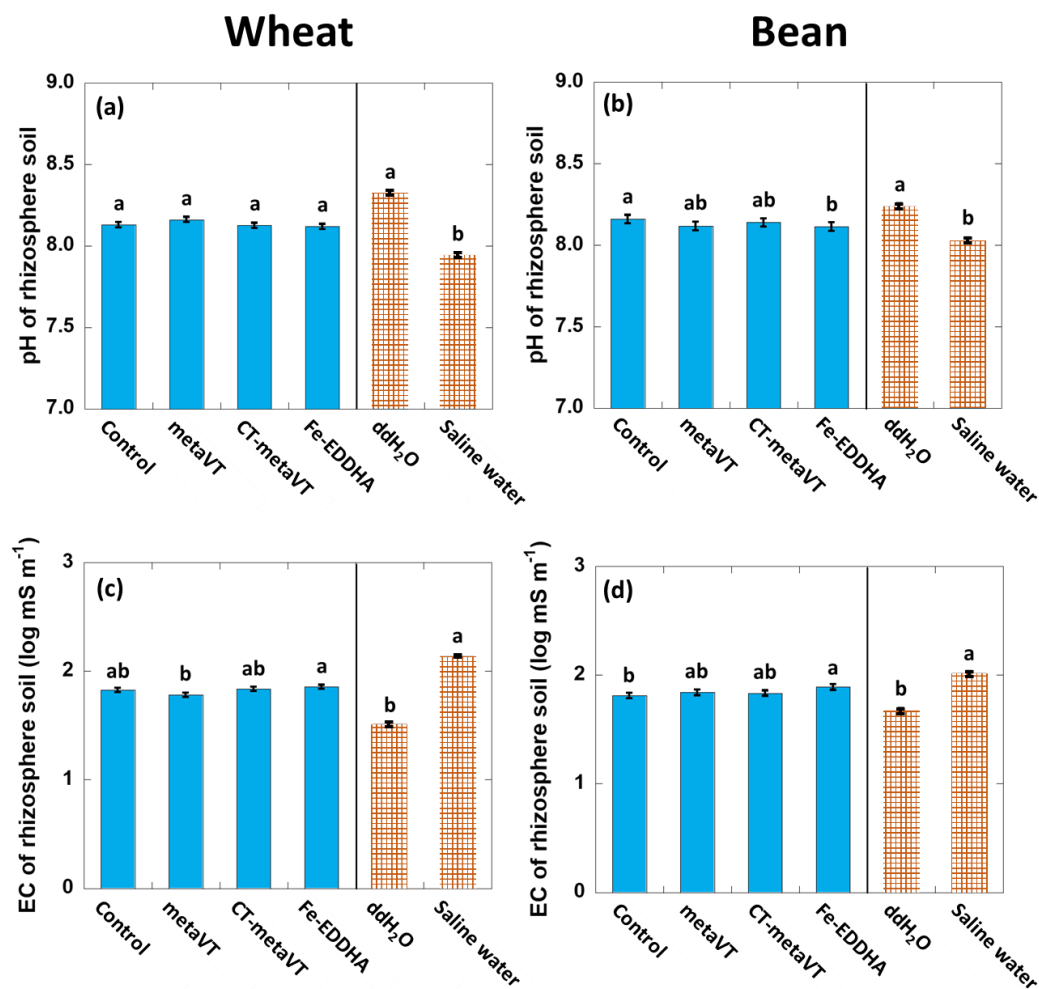 Wheat
Bean
pH of rhizosphere soil
9.0
8.5
8.0
7.5
7.0
(a)
a
a
a
a
a
b
Control
metaVT
CT-metaVT
Fe-EDDHA
ddH₂O
Saline water
pH of rhizosphere soil
9.0
8.5
8.0
7.5
7.0
(b)
a
ab
ab
b
a
b
Control
metaVT
CT-metaVT
Fe-EDDHA
ddH₂O
Saline water
EC of rhizosphere soil (log mS m⁻¹)
3
2
1
0
(c)
ab
b
ab
a
b
a
Control
metaVT
CT-metaVT
Fe-EDDHA
ddH₂O
Saline water
EC of rhizosphere soil (log mS m⁻¹)
3
2
1
0
(d)
b
ab
ab
a
b
a
Control
metaVT
CT-metaVT
Fe-EDDHA
ddH₂O
Saline water